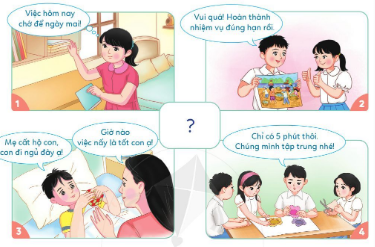 Việc hôm nay
chớ để ngày mai!
1
Vui quá! Hoàn thành
nhiệm vụ đúng hạn rồi.
2
?
Mẹ cất hộ con,
con đi ngủ đây ạ!
Giờ nào
việc nấy là tốt con ạ!
3
Chỉ có 5 phút thôi.
Chúng mình tập trung nhé!
4